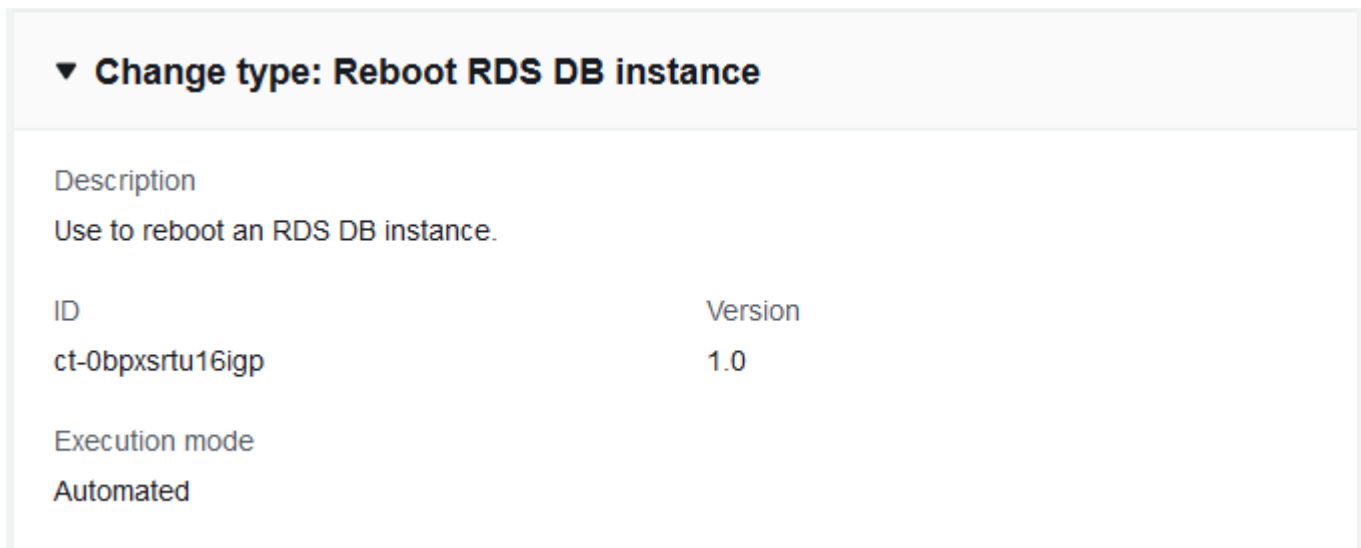 Change type: Reboot RDS DB instance
Description
Use to reboot an RDS DB instance.
ID
Version
ct-0bpxsrtu16igp
1.0
Execution mode
Automated